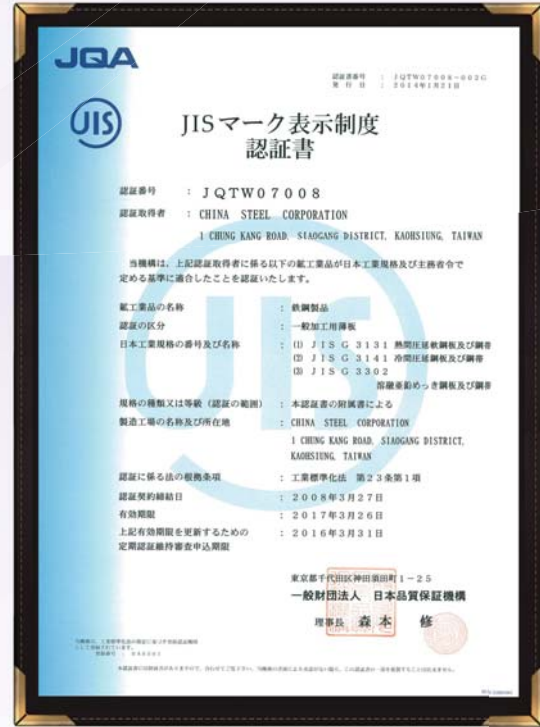 JQA
認証書番号 : JQTW07008-002G
発行日 : 2014年1月21日
JIS
JISマーク表示制度
認証書
認証番号 : JQTW07008
認証取得者 : CHINA STEEL CORPORATION
1 CHUNG KANG ROAD, SIAOGANG DISTRICT, KAOHSIUNG, TAIWAN
当機構は、上記認証取得者に係る以下の鉱工業品が日本工業規格及び主務省令で
定める基準に適合したことを認証いたします。
鉱工業品の名称 : 鉄鋼製品
認証の区分 : 一般加工用薄板
日本工業規格の番号及び名称 : (1) JIS G 3131 熱間圧延軟鋼板及び鋼帯
(2) JIS G 3141 冷間圧延鋼板及び鋼帯
(3) JIS G 3302
溶融亜鉛めっき鋼板及び鋼帯
規格の種類又は等級(認証の範囲) : 本認証書の附属書による
製造工場の名称及び所在地 : CHINA STEEL CORPORATION
1 CHUNG KANG ROAD, SIAOGANG DISTRICT,
KAOHSIUNG, TAIWAN
認証に係る法の根拠条項 : 工業標準化法 第23条第1項
認証契約締結日 : 2008年3月27日
有効期限 : 2017年3月26日
上記有効期限を更新するための : 2016年3月31日
定期認証維持審査申込期限
東京都千代田区神田須田町1-25
一般財団法人 日本品質保証機構
理事長 森本 修